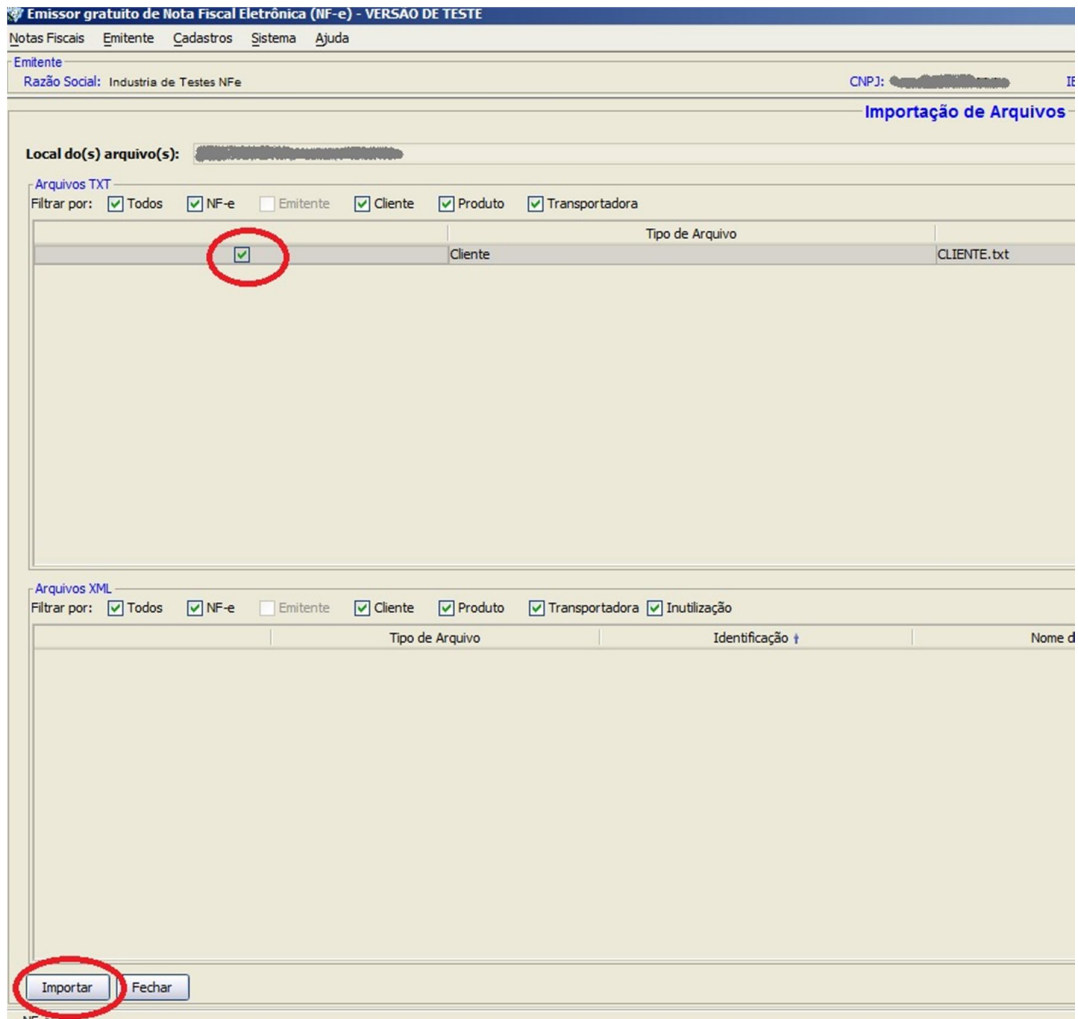 Emissor gratuito de Nota Fiscal Eletrônica (NF-e) - VERSAO DE TESTE
Notas Fiscais Emitente Cadastros Sistema Ajuda
Emitente
Razão Social: Industria de Testes NFe CNPJ: IE
Importação de Arquivos
Local do(s) arquivo(s):
Arquivos TXT
Filtrar por: Todos NF-e Emitente Cliente Produto Transportadora
Tipo de Arquivo
Cliente CLIENTE.txt
Arquivos XML
Filtrar por: Todos NF-e Emitente Cliente Produto Transportadora Inutilização
Tipo de Arquivo Identificação Nome d
Importar Fechar